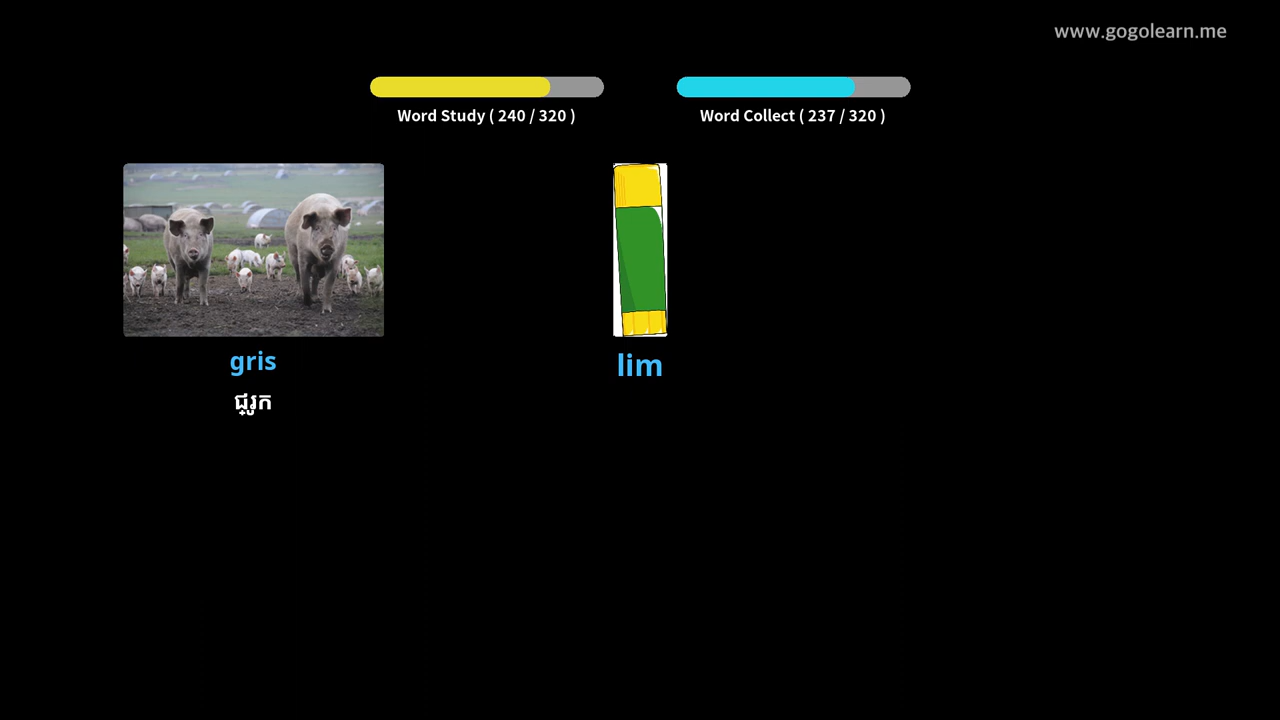 www.gogolearn.me
Word Study ( 240 / 320 )
Word Collect ( 237 / 320 )
gris
lim
ជ្រូក